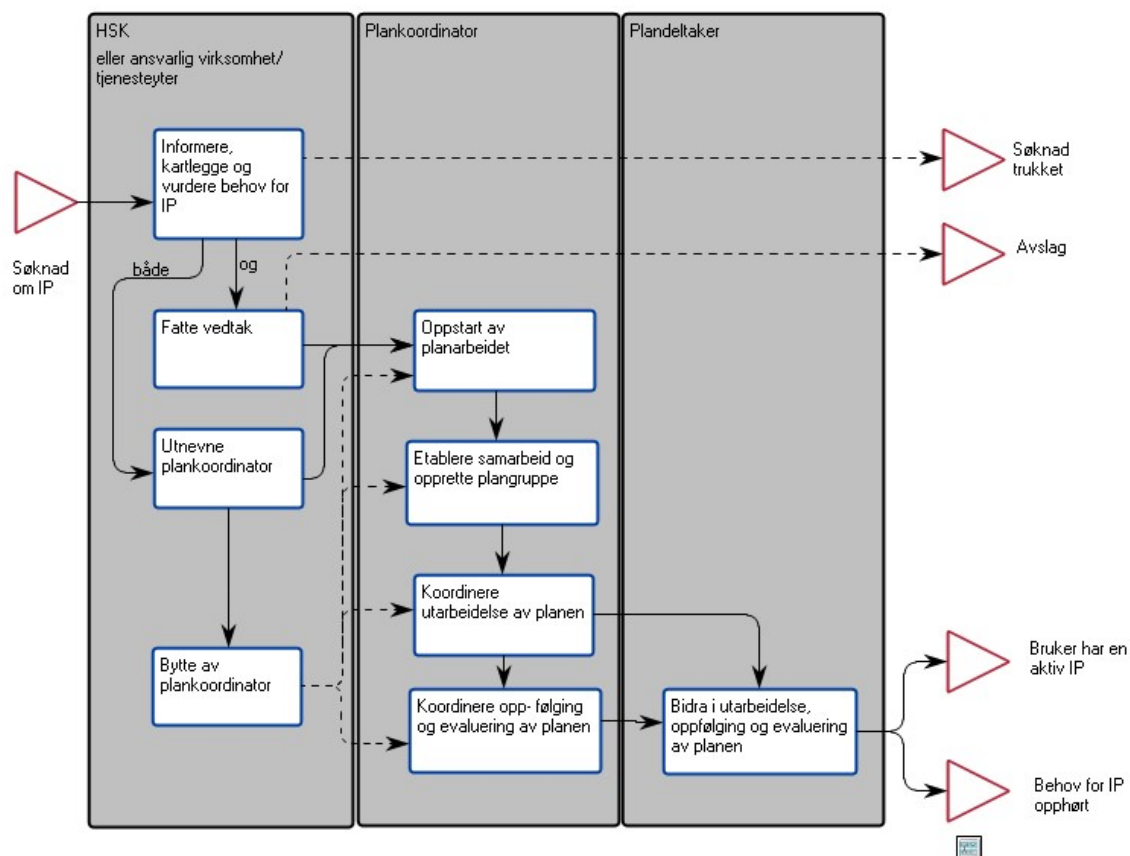 HSK
eller ansvarlig virksomhet/
tjenesteyter
Plankoordinator
Plandeltaker
Informere,
kartlegge og
vurdere behov for
IP
Søknad
trukket
Søknad
om IP
både
og
Avslag
Fatte vedtak
Oppstart av
planarbeidet
Utnevne
plankoordinator
Etablere samarbeid og
opprette plangruppe
Koordinere
utarbeidelse av planen
Bytte av
plankoordinator
Koordinere opp- følging
og evaluering av planen
Bidra i utarbeidelse,
oppfølging og evaluering
av planen
Bruker har en
aktiv IP
Behov for IP
opphørt